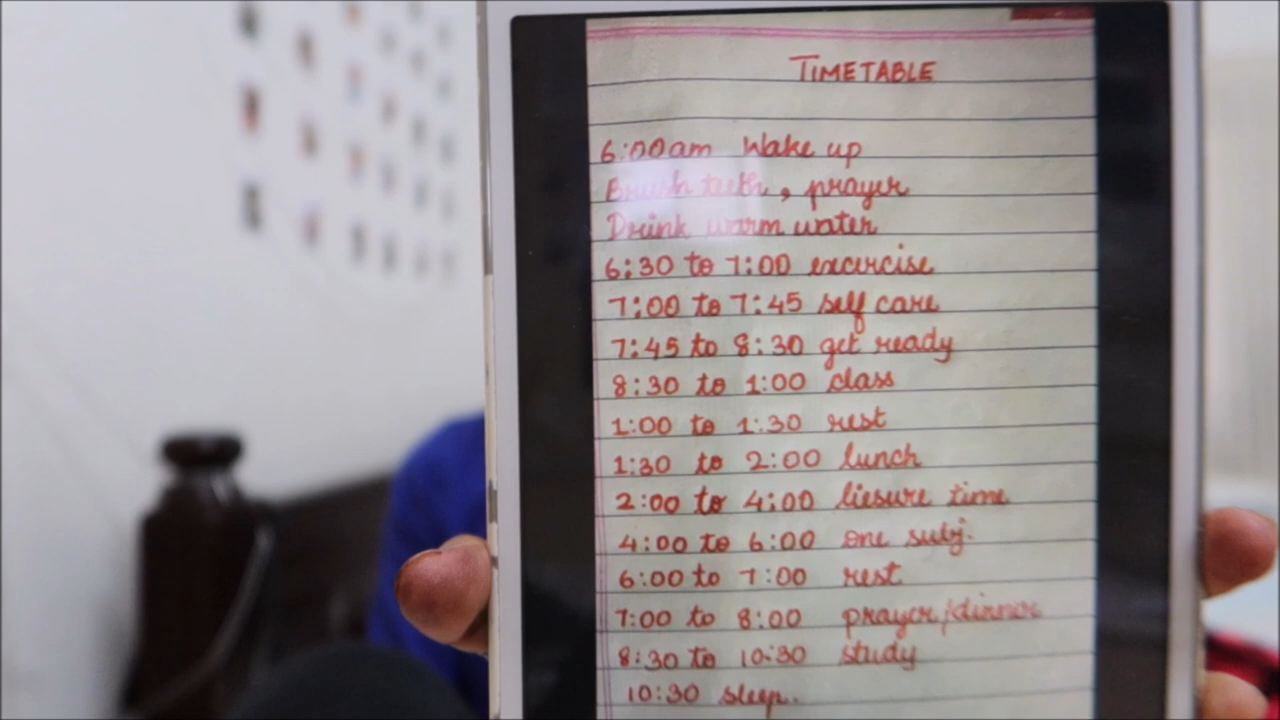 TIMETABLE
6:00am Wake up
Brush teeth, prayer
Drink warm water
6:30 to 7:00 excercise
7:00 to 7:45 self care
7:45 to 8:30 get ready
8:30 to 1:00 class
1:00 to 1:30 rest
1:30 to 2:00 lunch
2:00 to 4:00 liesure time
4:00 to 6:00 one subj.
6:00 to 7:00 rest
7:00 to 8:00 prayer/dinner
8:30 to 10:30 study
10:30 sleep.